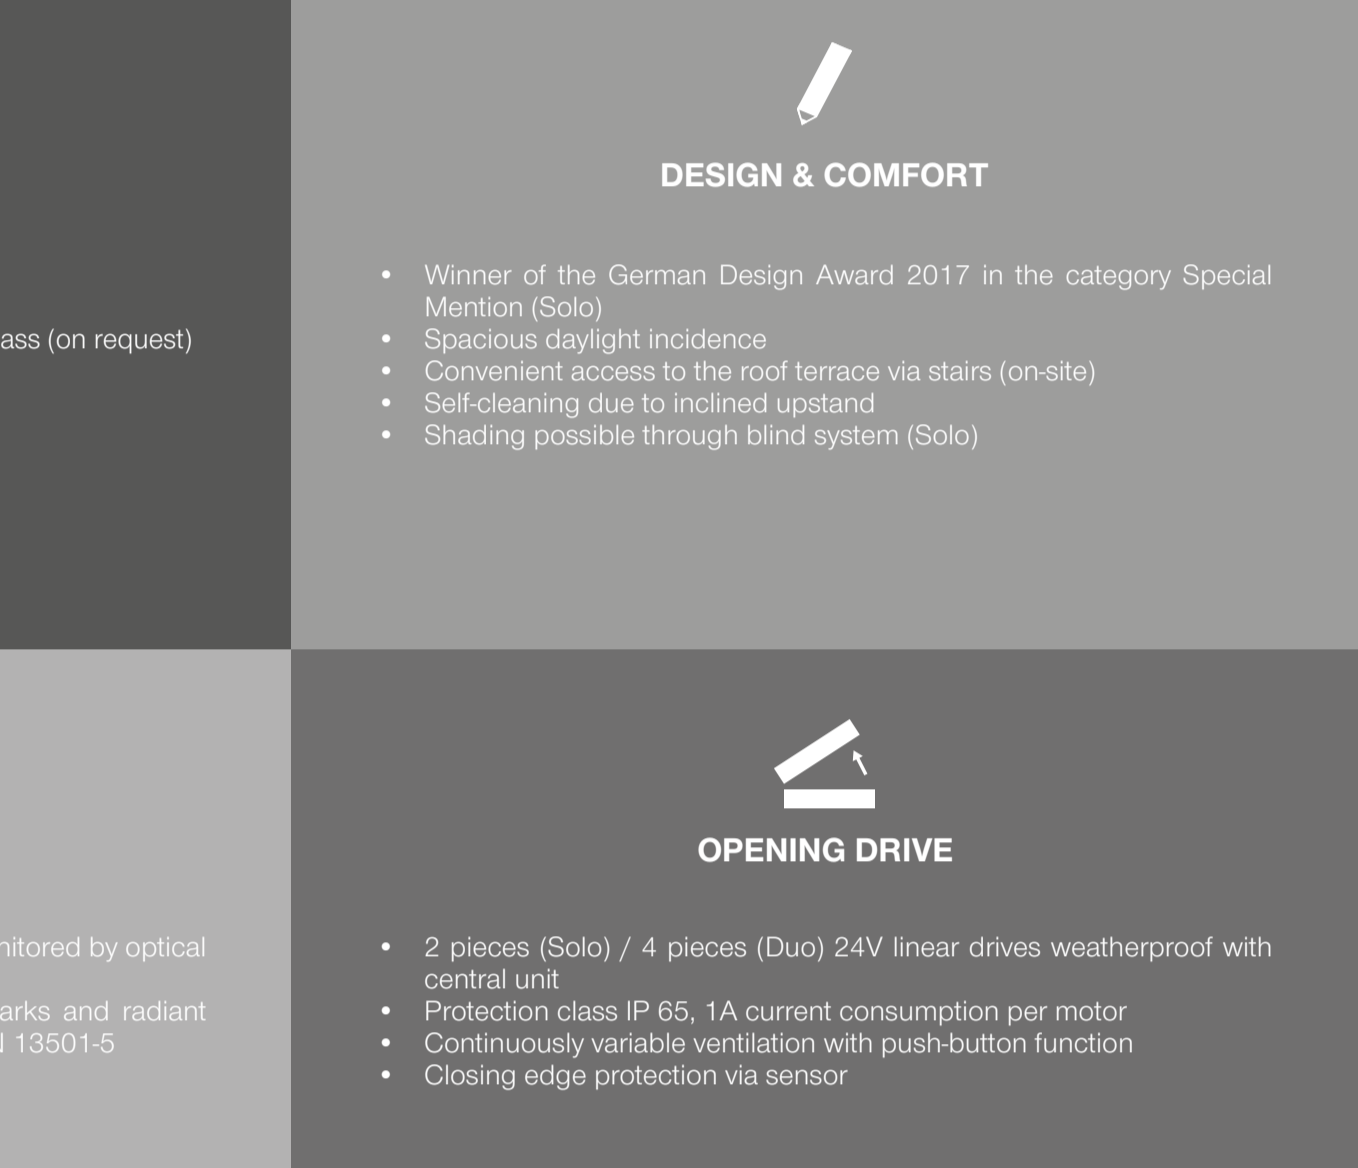 DESIGN & COMFORT
• Winner of the German Design Award 2017 in the category Special
Mention (Solo)
• Spacious daylight incidence
• Convenient access to the roof terrace via stairs (on-site)
• Self-cleaning due to inclined upstand
• Shading possible through blind system (Solo)
ass (on request)
OPENING DRIVE
• 2 pieces (Solo) / 4 pieces (Duo) 24V linear drives weatherproof with
central unit
• Protection class IP 65, 1A current consumption per motor
• Continuously variable ventilation with push-button function
• Closing edge protection via sensor
nitored by optical
arks and radiant
13501-5